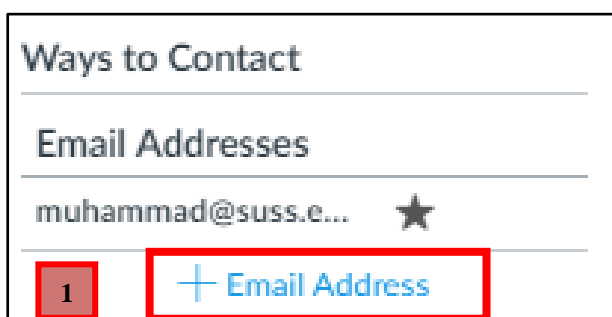 Ways to Contact
Email Addresses
muhammad@suss.e...
1 + Email Address